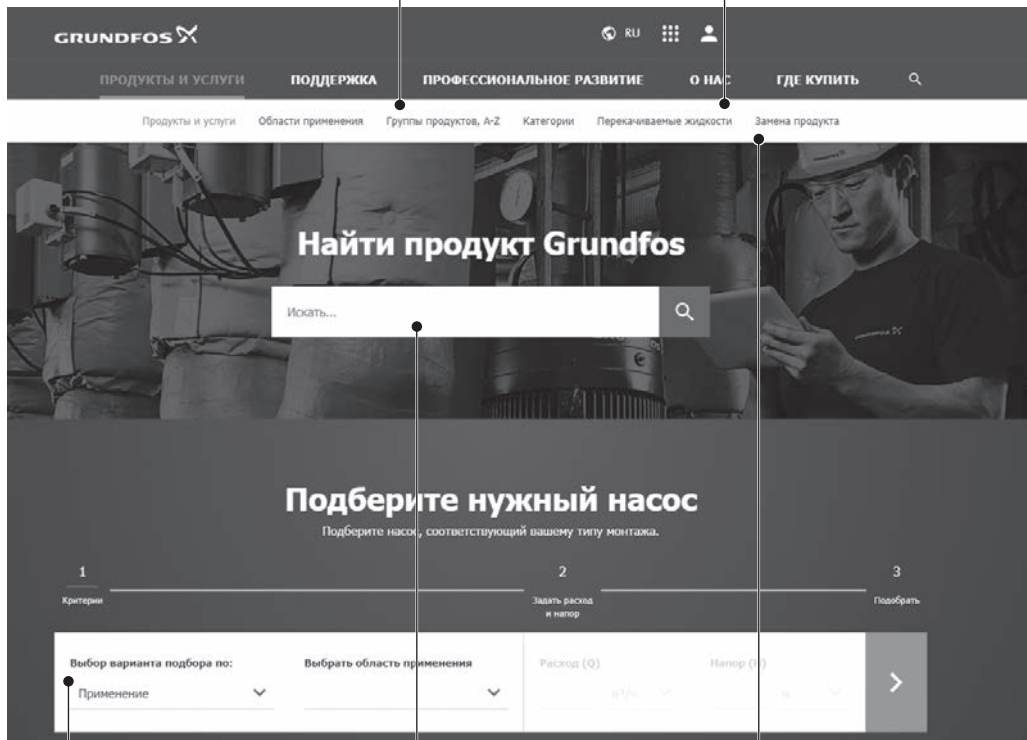 GRUNDFOS
RU
ПРОДУКТЫ И УСЛУГИ ПОДДЕРЖКА ПРОФЕССИОНАЛЬНОЕ РАЗВИТИЕ О НАС ГДЕ КУПИТЬ
Продукты и услуги Области применения Группы продуктов, A-Z Категории Перекачиваемые жидкости Замена продукта
Найти продукт Grundfos
Искать...
Подберите нужный насос
Подберите насос, соответствующий вашему типу монтажа.
1 2 3
Критерии Задать расход Подобрать
и напор
Выбор варианта подбора по: Выбрать область применения Расход (Q) Напор (H)
Применение м³/ч м